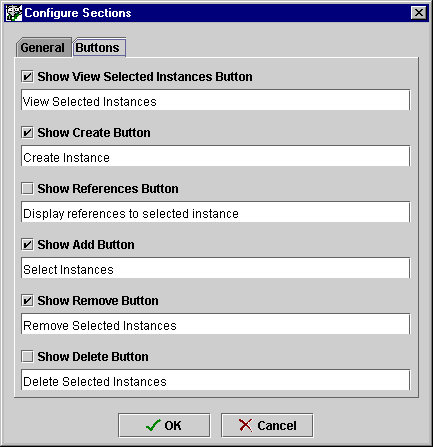 Configure Sections
General Buttons
Show View Selected Instances Button
View Selected Instances
Show Create Button
Create Instance
Show References Button
Display references to selected instance
Show Add Button
Select Instances
Show Remove Button
Remove Selected Instances
Show Delete Button
Delete Selected Instances
OK Cancel